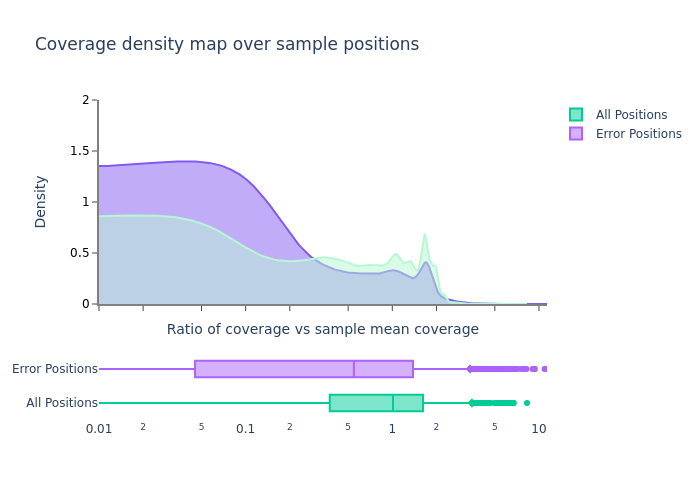 Coverage density map over sample positions
All Positions
Error Positions
Density
2
1.5
1
0.5
0
Ratio of coverage vs sample mean coverage
Error Positions
All Positions
0.01 2 5 0.1 2 5 1 2 5 10